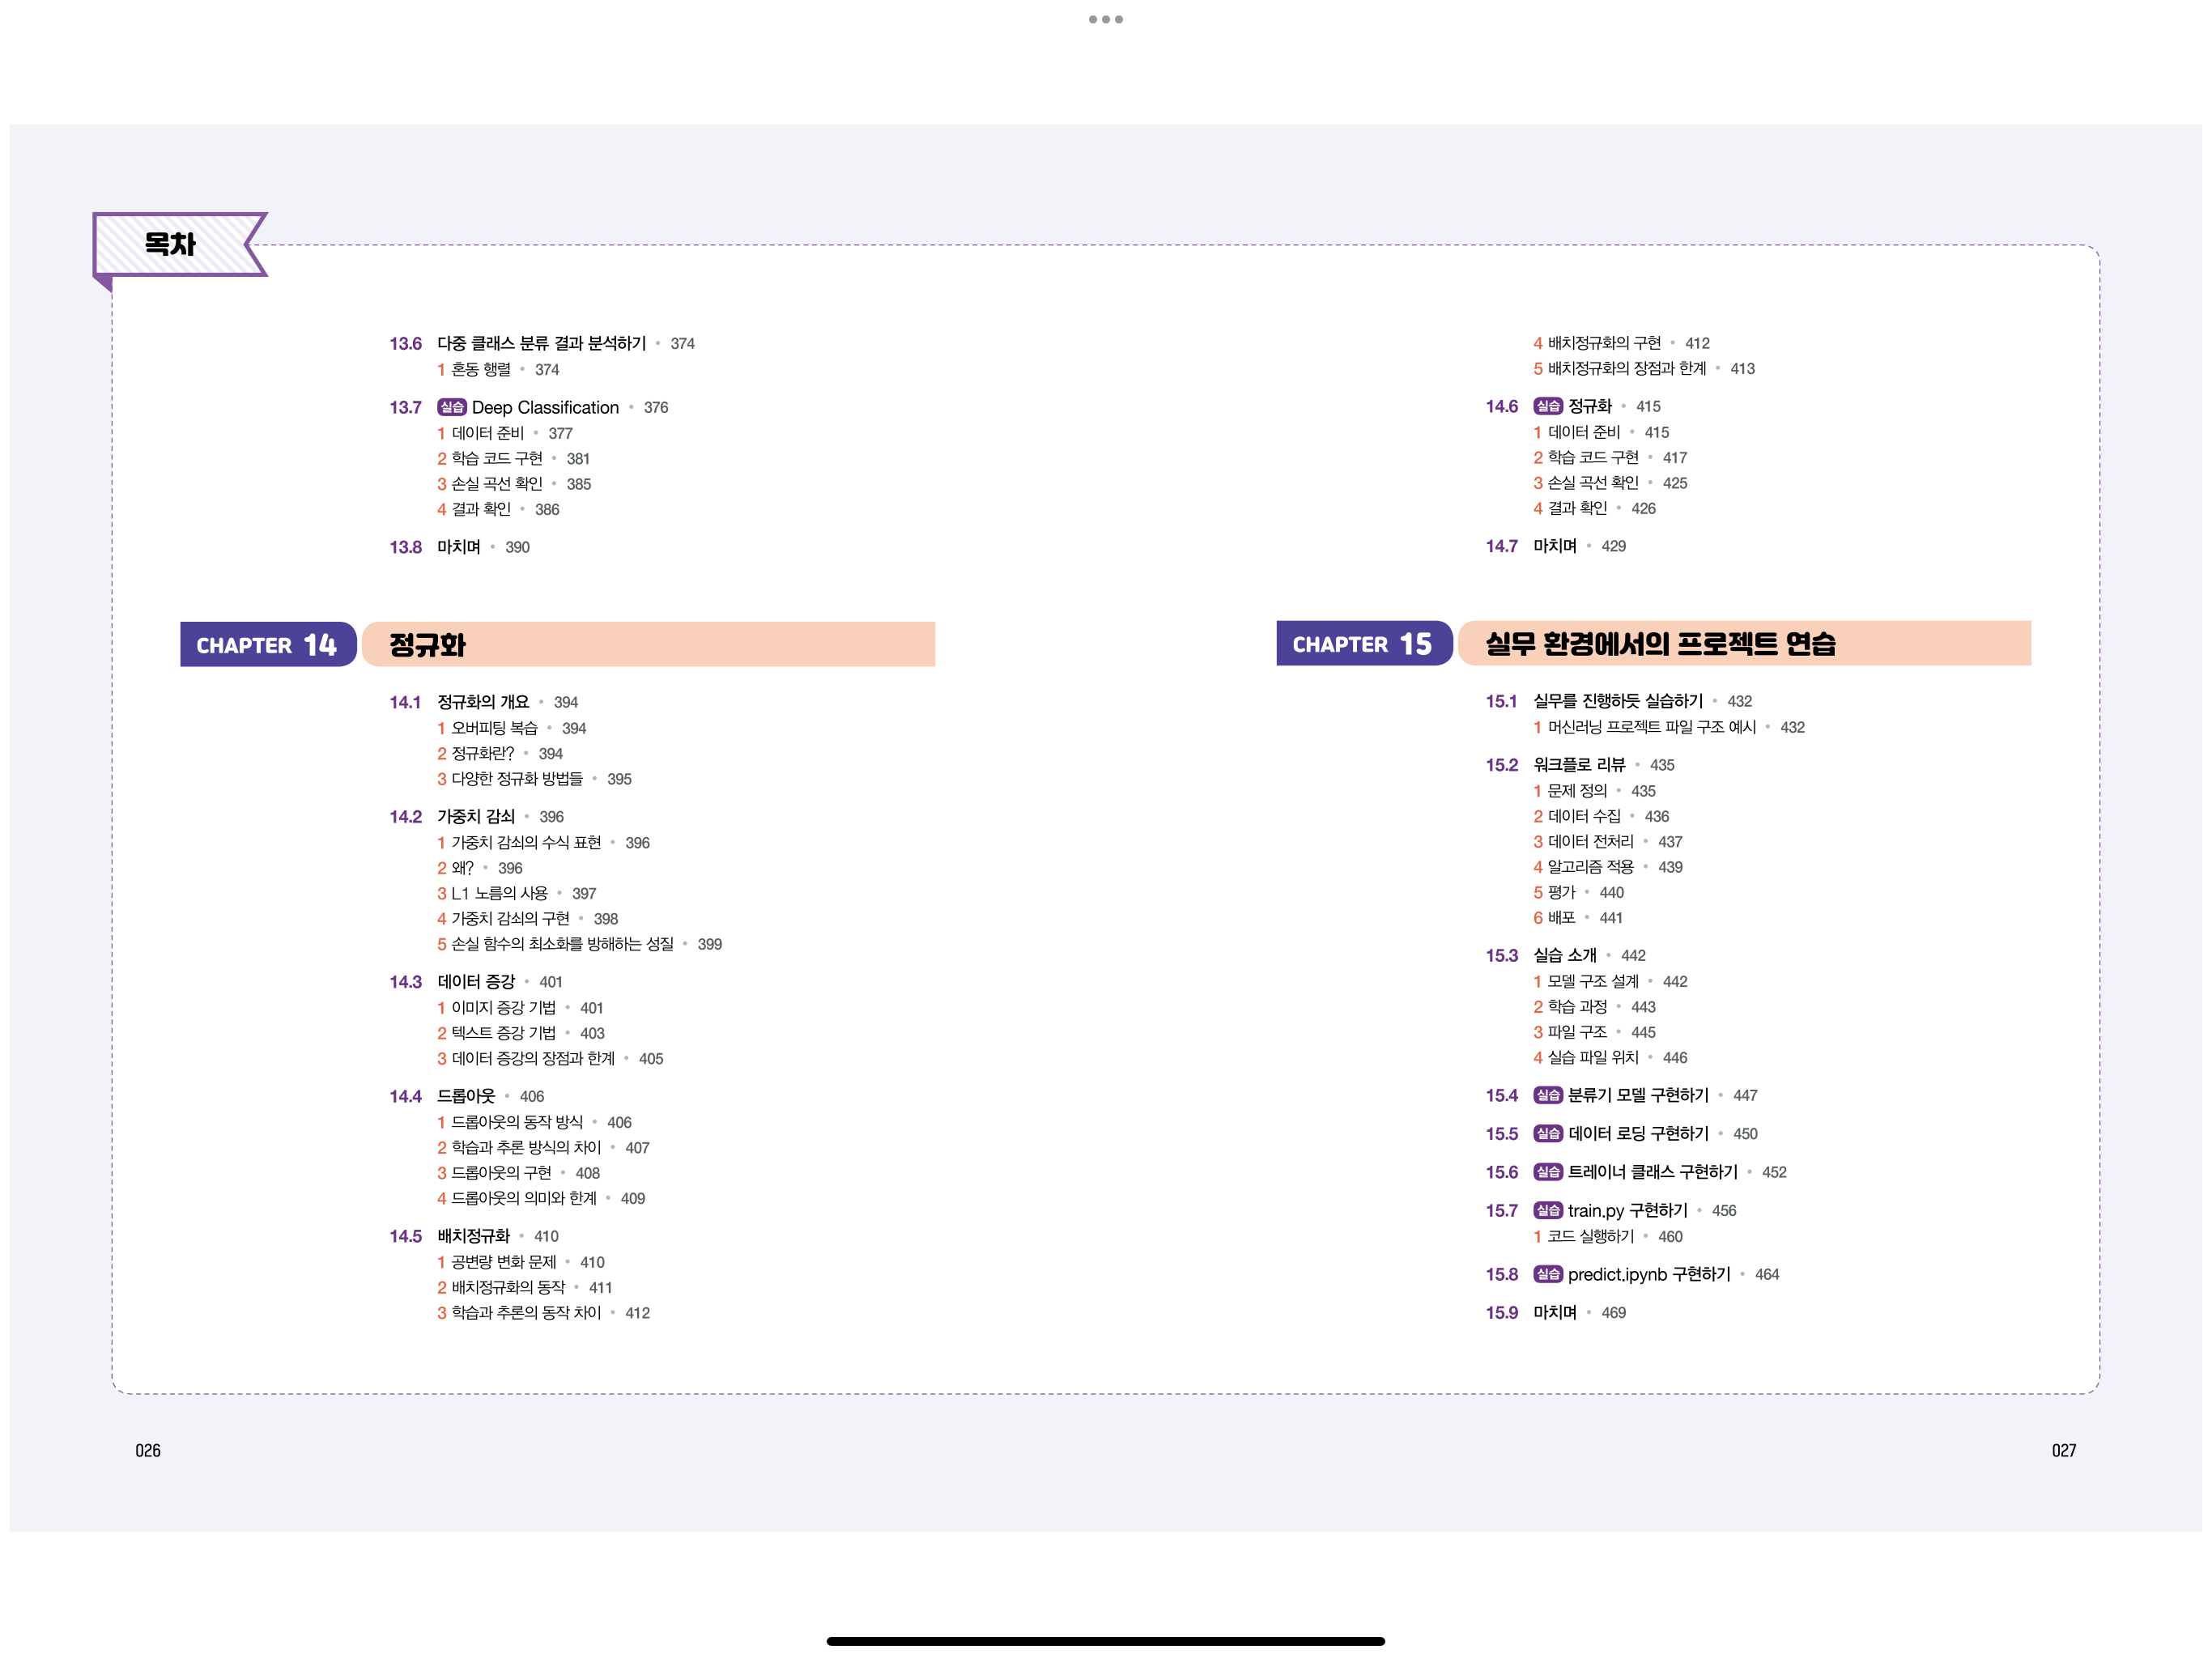 목차
13.6 다중 클래스 분류 결과 분석하기 • 374
1 혼동 행렬 • 374
13.7 실습 Deep Classification • 376
1 데이터 준비 • 377
2 학습 코드 구현 • 381
3 손실 곡선 확인 • 385
4 결과 확인 • 386
13.8 마치며 • 390
CHAPTER 14 정규화
14.1 정규화의 개요 • 394
1 오버피팅 복습 • 394
2 정규화란? • 394
3 다양한 정규화 방법들 • 395
14.2 가중치 감쇠 • 396
1 가중치 감쇠의 수식 표현 • 396
2 왜? • 396
3 L1 노름의 사용 • 397
4 가중치 감쇠의 구현 • 398
5 손실 함수의 최소화를 방해하는 성질 • 399
14.3 데이터 증강 • 401
1 이미지 증강 기법 • 401
2 텍스트 증강 기법 • 403
3 데이터 증강의 장점과 한계 • 405
14.4 드롭아웃 • 406
1 드롭아웃의 동작 방식 • 406
2 학습과 추론 방식의 차이 • 407
3 드롭아웃의 구현 • 408
4 드롭아웃의 의미와 한계 • 409
14.5 배치정규화 • 410
1 공변량 변화 문제 • 410
2 배치정규화의 동작 • 411
3 학습과 추론의 동작 차이 • 412
026
4 배치정규화의 구현 • 412
5 배치정규화의 장점과 한계 • 413
14.6 실습 정규화 • 415
1 데이터 준비 • 415
2 학습 코드 구현 • 417
3 손실 곡선 확인 • 425
4 결과 확인 • 426
14.7 마치며 • 429
CHAPTER 15 실무 환경에서의 프로젝트 연습
15.1 실무를 진행하듯 실습하기 • 432
1 머신러닝 프로젝트 파일 구조 예시 • 432
15.2 워크플로 리뷰 • 435
1 문제 정의 • 435
2 데이터 수집 • 436
3 데이터 전처리 • 437
4 알고리즘 적용 • 439
5 평가 • 440
6 배포 • 441
15.3 실습 소개 • 442
1 모델 구조 설계 • 442
2 학습 과정 • 443
3 파일 구조 • 445
4 실습 파일 위치 • 446
15.4 실습 분류기 모델 구현하기 • 447
15.5 실습 데이터 로딩 구현하기 • 450
15.6 실습 트레이너 클래스 구현하기 • 452
15.7 실습 train.py 구현하기 • 456
1 코드 실행하기 • 460
15.8 실습 predict.ipynb 구현하기 • 464
15.9 마치며 • 469
027